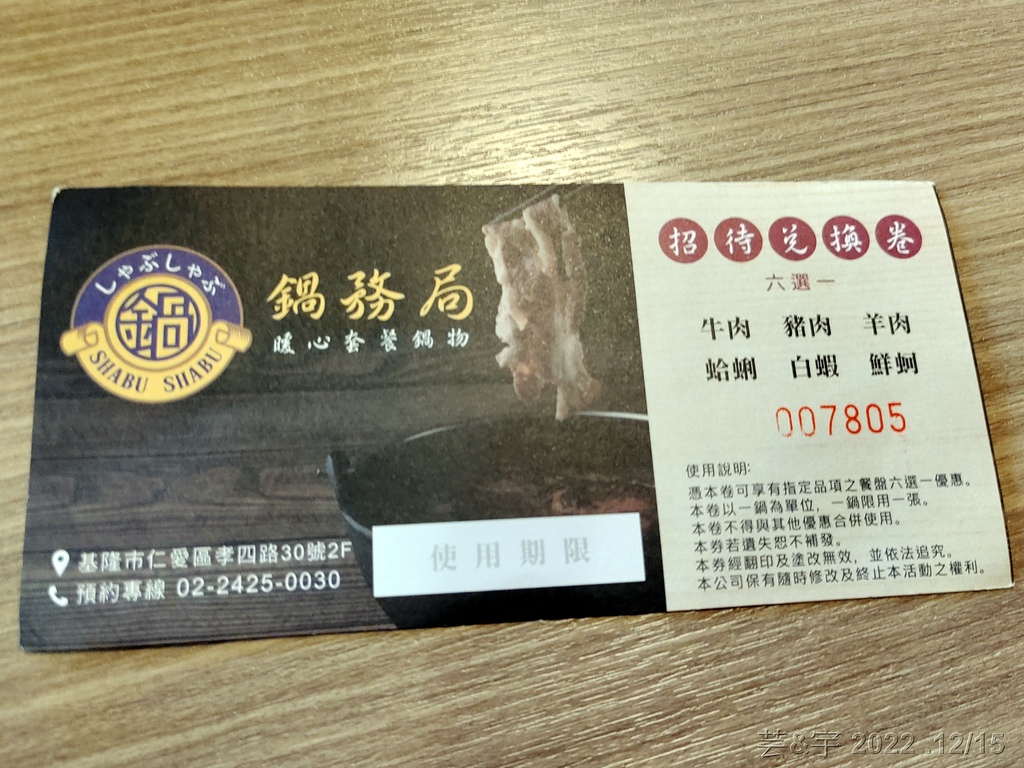 しゃぶしゃぶ
鍋
SHABU SHABU
鍋務局
暖心套餐鍋物
基隆市仁愛區孝四路30號2F
預約專線 02-2425-0030
使用期限
招待兌換卷
六選一
牛肉 豬肉 羊肉
蛤蜊 白蝦 鮮蚵
007805
使用說明:
憑本卷可享有指定品項之餐盤六選一優惠。
本卷以一鍋為單位，一鍋限用一張。
本卷不得與其他優惠合併使用。
本券若遺失恕不補發。
本券經翻印及塗改無效，並依法追究。
本公司保有隨時修改及終止本活動之權利。
芸&宇 2022 .12/15